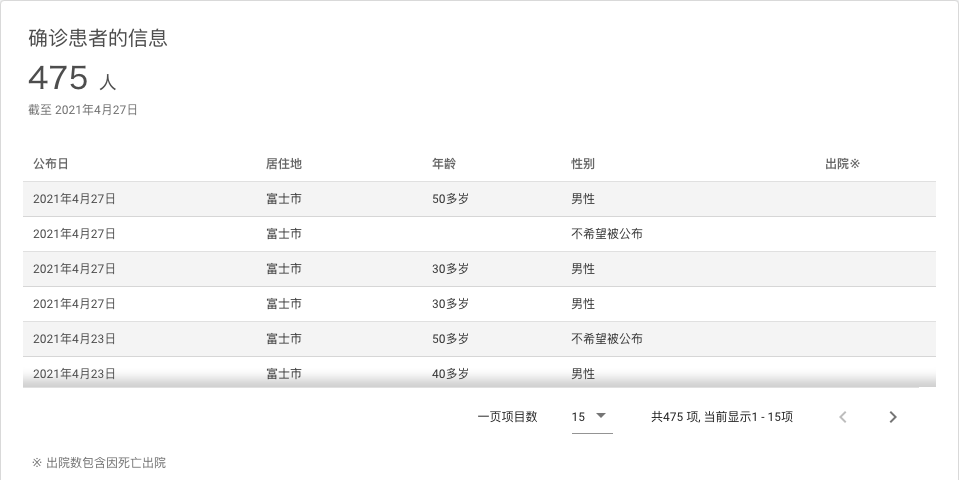 确诊患者的信息
475 人
截至 2021年4月27日
公布日 居住地 年龄 性别 出院※
2021年4月27日 富士市 50多岁 男性
2021年4月27日 富士市 不希望被公布
2021年4月27日 富士市 30多岁 男性
2021年4月27日 富士市 30多岁 男性
2021年4月23日 富士市 50多岁 不希望被公布
2021年4月23日 富士市 40多岁 男性
一页项目数 15 共475 项, 当前显示1 - 15项
※ 出院数包含因死亡出院